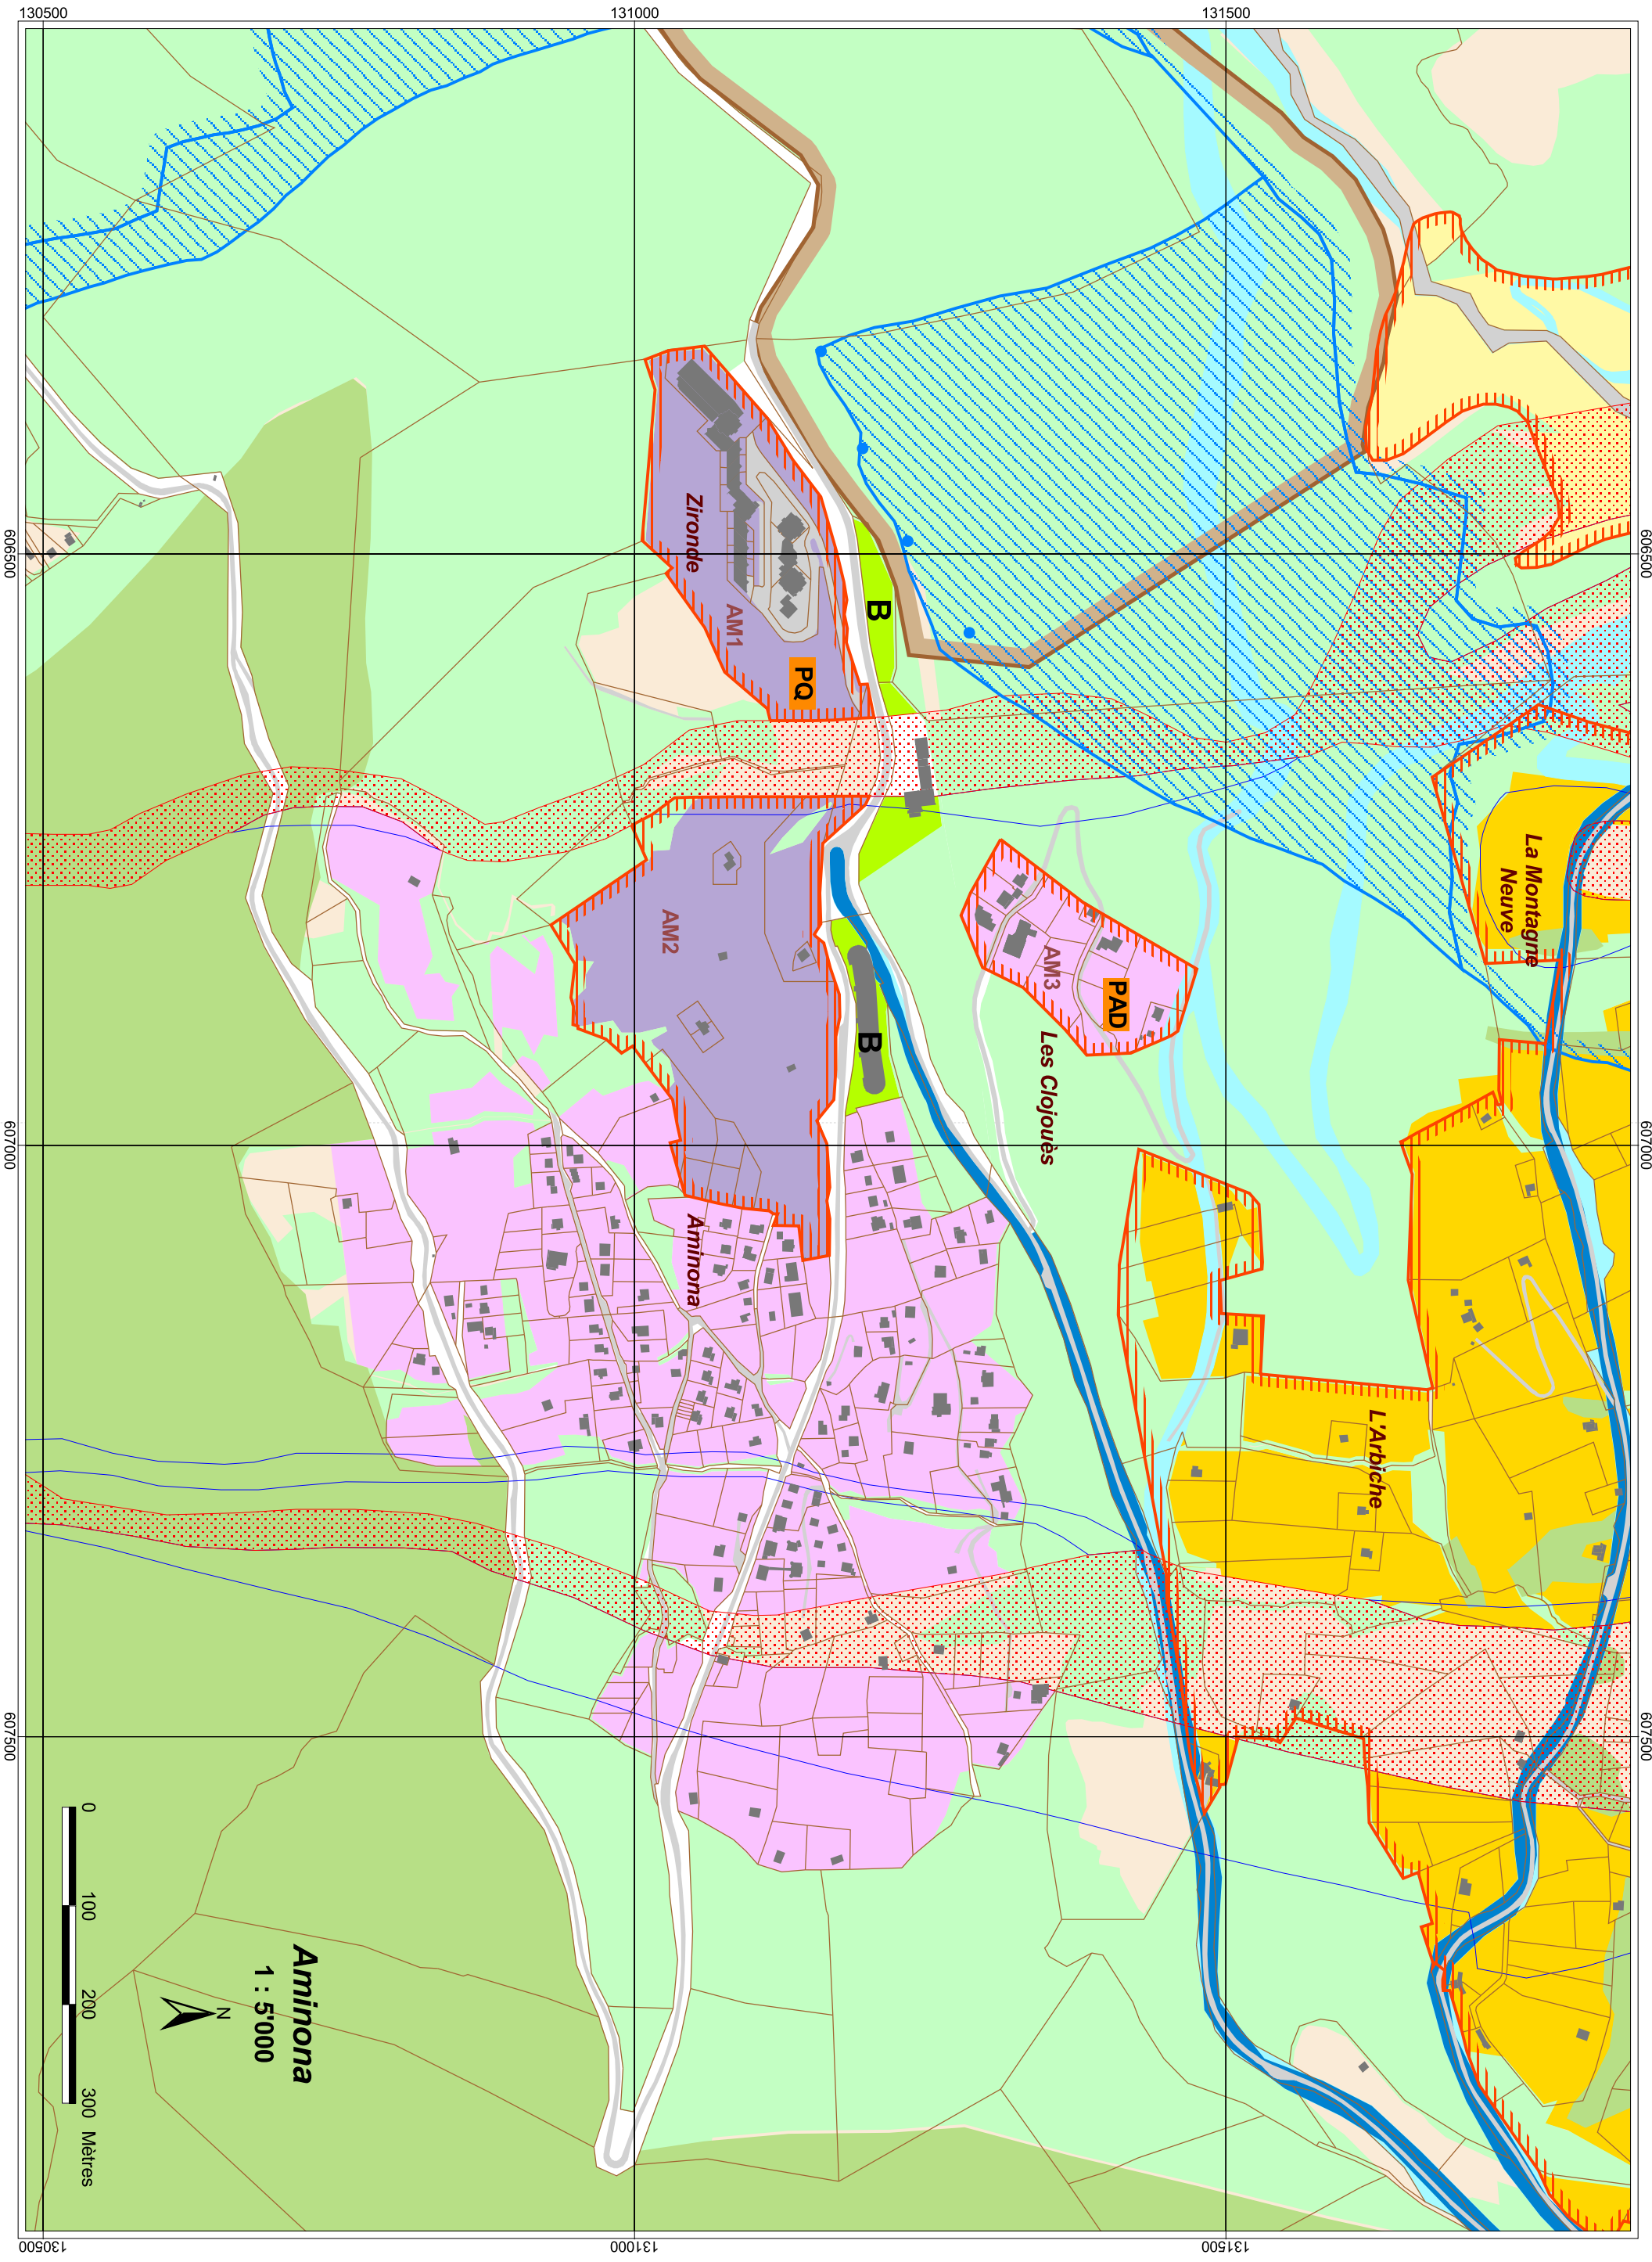 130500
131000
131500
606500
606500
Zironde
AM1
B
PQ
La Montagne
Neuve
AM2
AM3
PAD
B
Les Clojouès
607000
607000
Aminona
L'Arbiche
607500
607500
0 100 200 300 Mètres
Aminona
1 : 5'000
N
130500
131000
131500